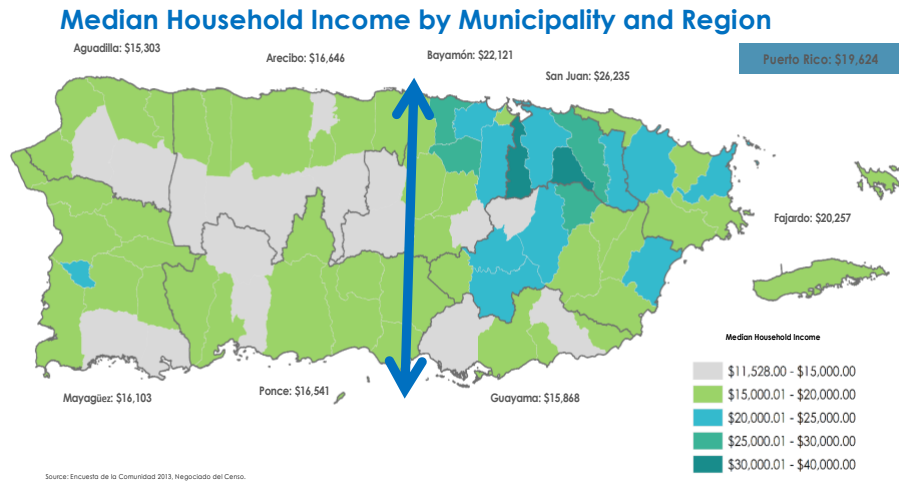 Median Household Income by Municipality and Region
Aguadilla: $15,303
Arecibo: $16,646
Bayamón: $22,121
San Juan: $26,235
Puerto Rico: $19,624
Fajardo: $20,257
Mayagüez: $16,103
Ponce: $16,541
Guayama: $15,868
Median Household Income
$11,528.00 - $15,000.00
$15,000.01 - $20,000.00
$20,000.01 - $25,000.00
$25,000.01 - $30,000.00
$30,000.01 - $40,000.00
Source: Encuesta de la Comunidad 2013, Negociado del Censo.